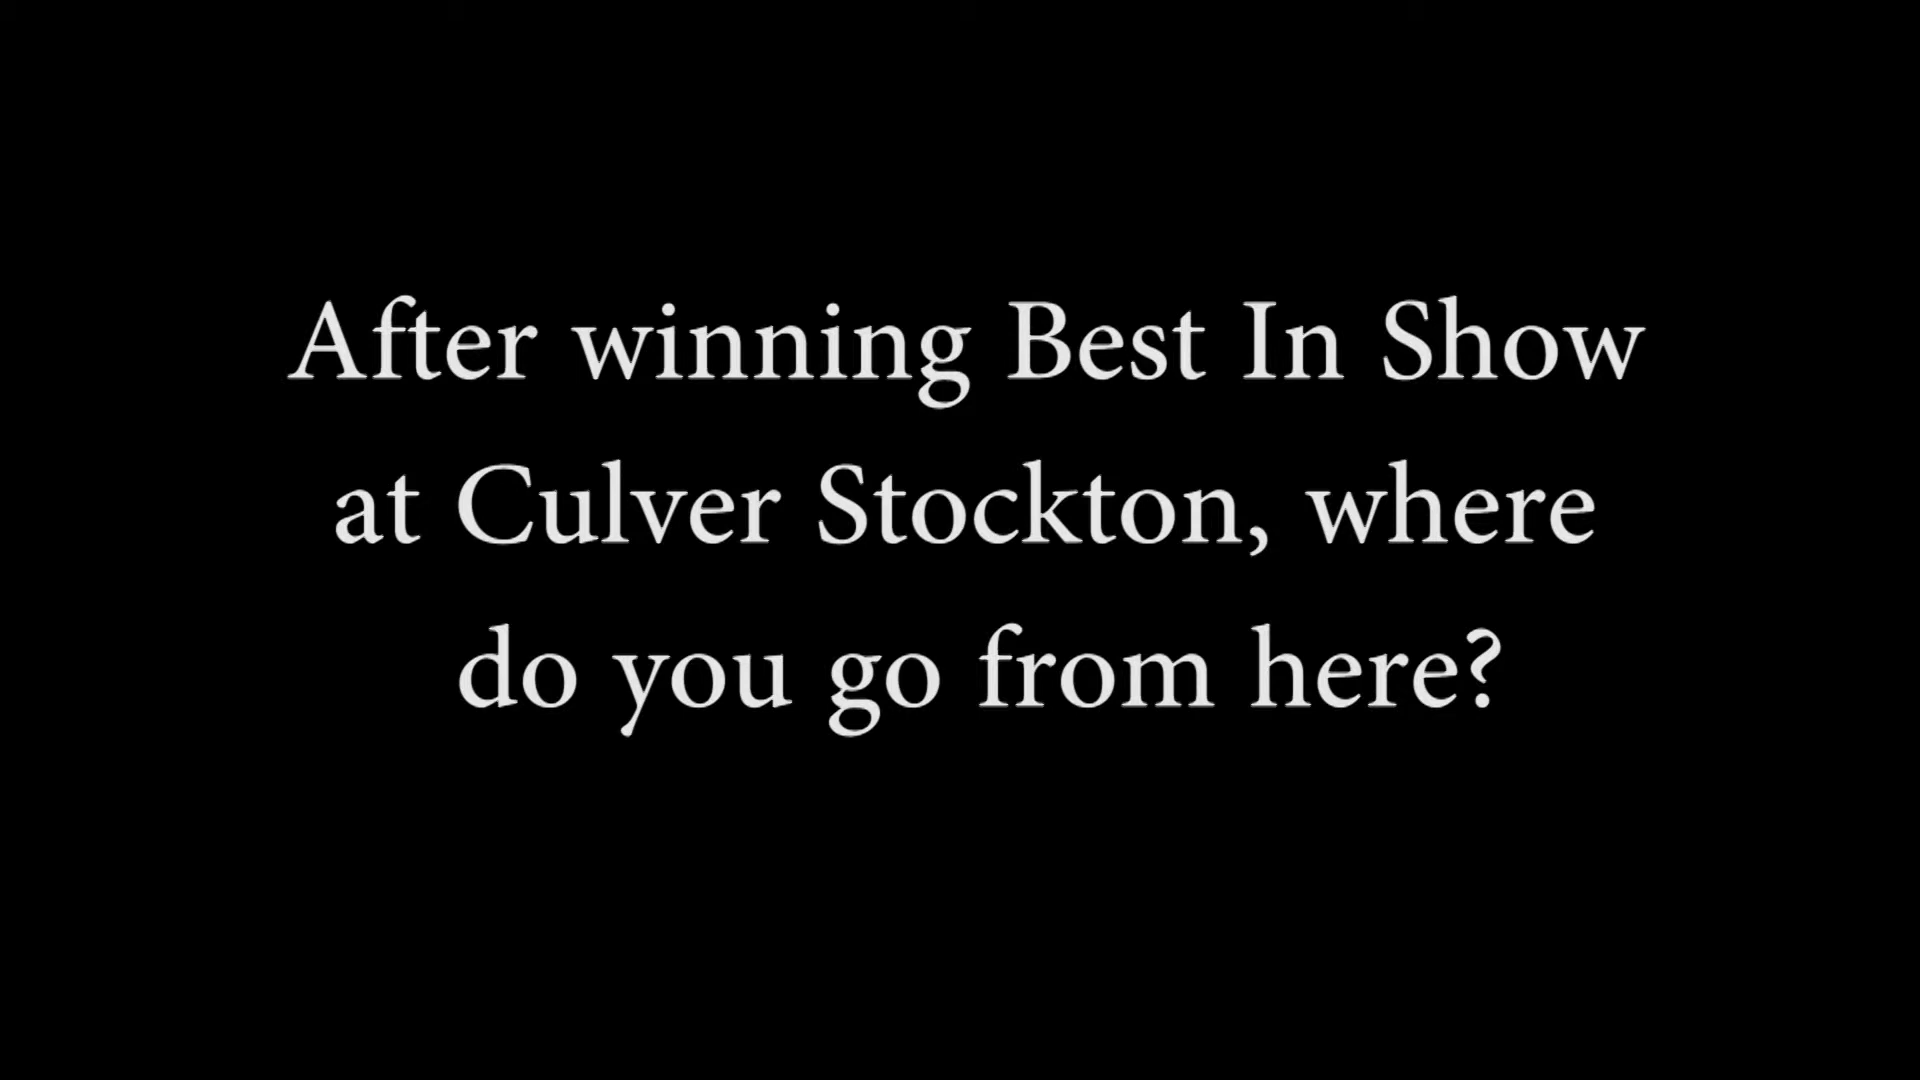 After winning Best In Show
at Culver Stockton, where
do you go from here?